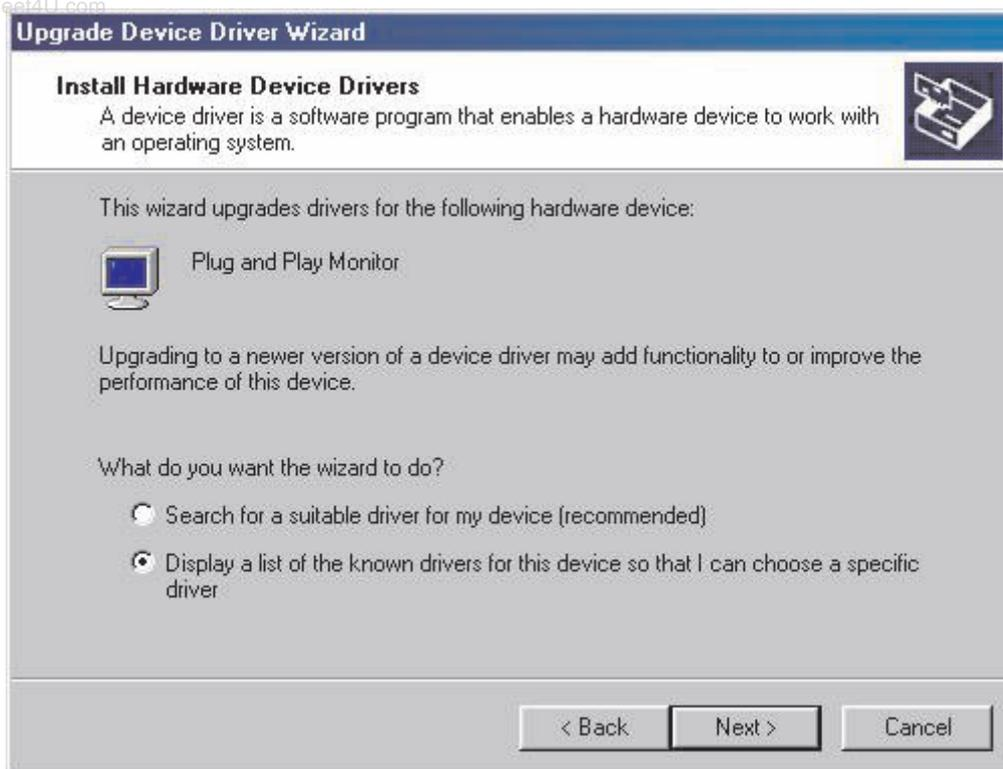 eet4U.com
Upgrade Device Driver Wizard
Install Hardware Device Drivers
A device driver is a software program that enables a hardware device to work with
an operating system.
This wizard upgrades drivers for the following hardware device:
Plug and Play Monitor
Upgrading to a newer version of a device driver may add functionality to or improve the
performance of this device.
What do you want the wizard to do?
Search for a suitable driver for my device (recommended)
Display a list of the known drivers for this device so that I can choose a specific
driver
< Back Next > Cancel